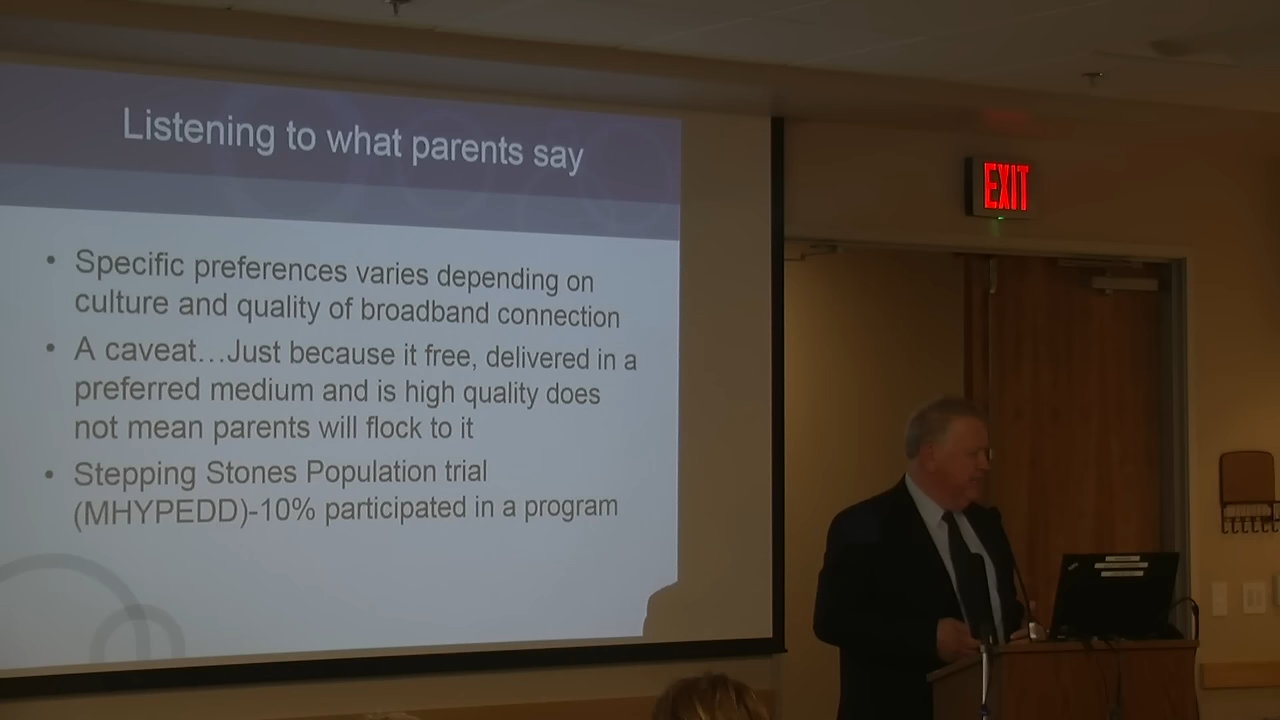 Listening to what parents say
• Specific preferences varies depending on
culture and quality of broadband connection
• A caveat…Just because it free, delivered in a
preferred medium and is high quality does
not mean parents will flock to it
• Stepping Stones Population trial
(MHYPEDD)-10% participated in a program
EXIT